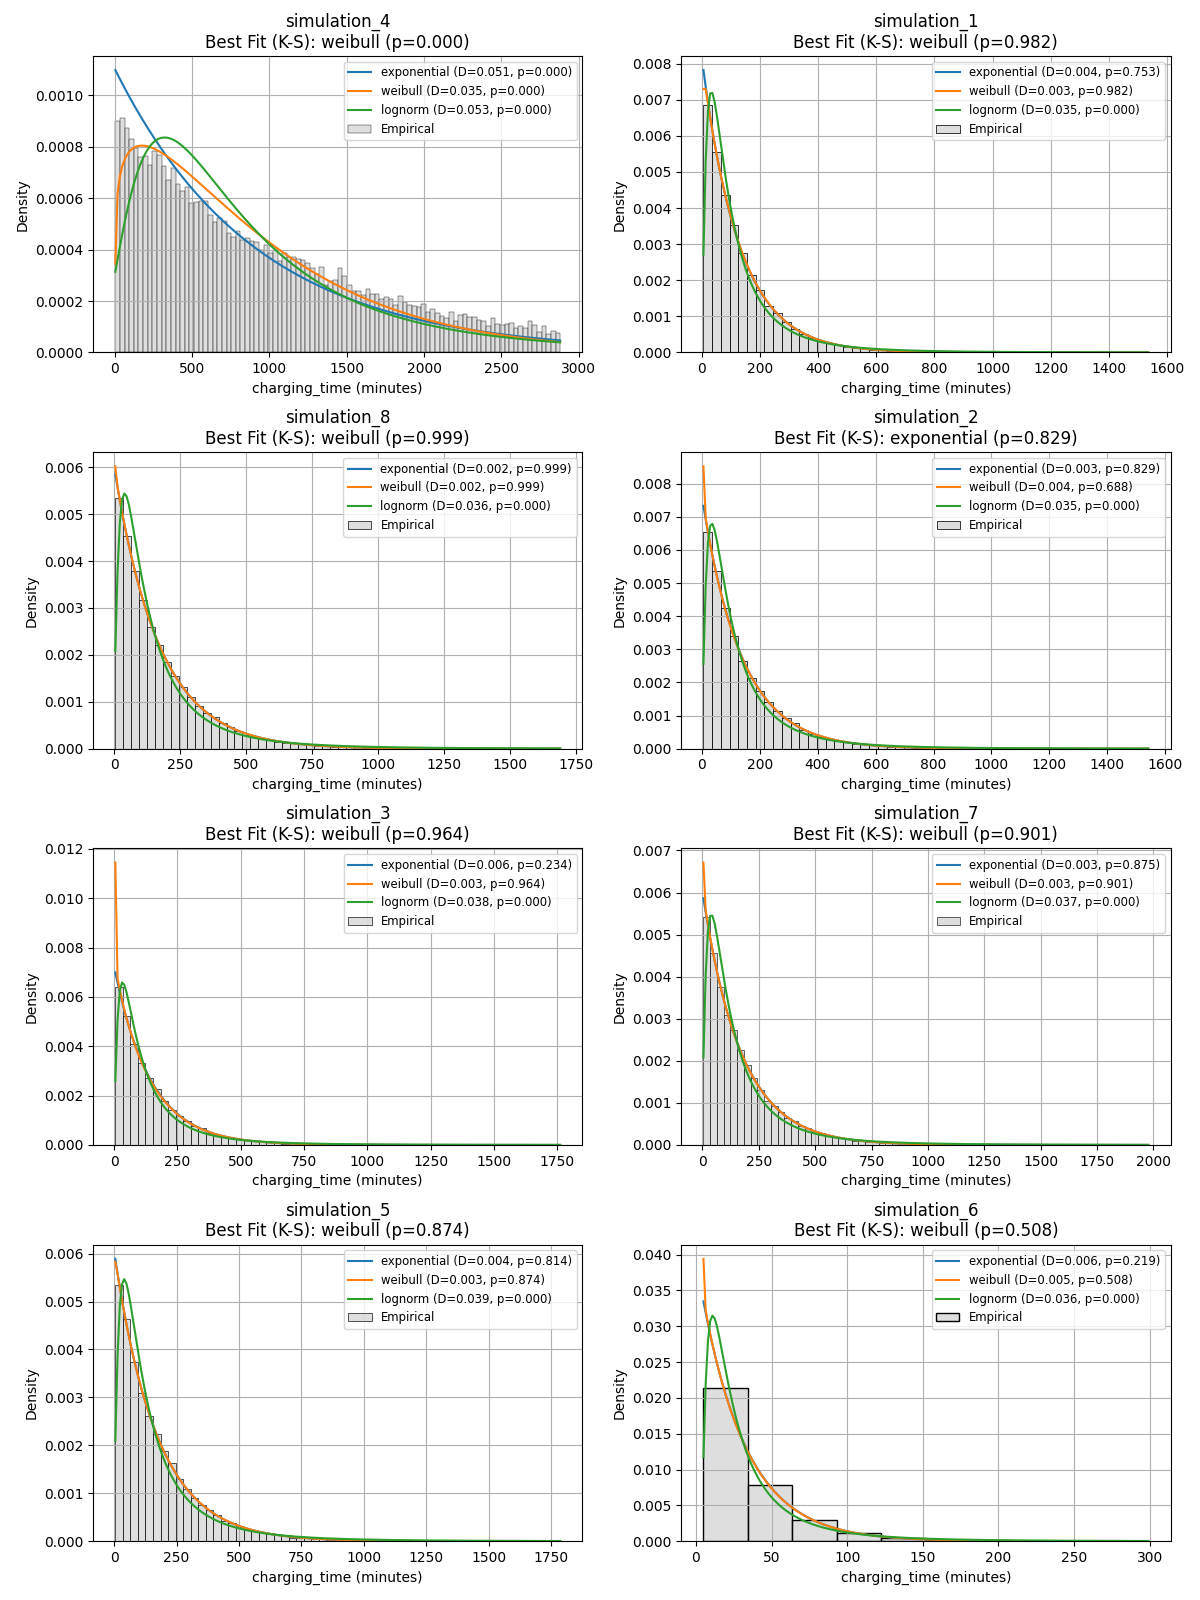 simulation_4
Best Fit (K-S): weibull (p=0.000)
exponential (D=0.051, p=0.000)
weibull (D=0.035, p=0.000)
lognorm (D=0.053, p=0.000)
Empirical
0.0010
0.0008
0.0006
0.0004
0.0002
0.0000
Density
0 500 1000 1500 2000 2500 3000
charging_time (minutes)
simulation_1
Best Fit (K-S): weibull (p=0.982)
exponential (D=0.004, p=0.753)
weibull (D=0.003, p=0.982)
lognorm (D=0.035, p=0.000)
Empirical
0.008
0.007
0.006
0.005
0.004
0.003
0.002
0.001
0.000
Density
0 200 400 600 800 1000 1200 1400 1600
charging_time (minutes)
simulation_8
Best Fit (K-S): weibull (p=0.999)
exponential (D=0.002, p=0.999)
weibull (D=0.002, p=0.999)
lognorm (D=0.036, p=0.000)
Empirical
0.006
0.005
0.004
0.003
0.002
0.001
0.000
Density
0 250 500 750 1000 1250 1500 1750
charging_time (minutes)
simulation_2
Best Fit (K-S): exponential (p=0.829)
exponential (D=0.003, p=0.829)
weibull (D=0.004, p=0.688)
lognorm (D=0.035, p=0.000)
Empirical
0.008
0.007
0.006
0.005
0.004
0.003
0.002
0.001
0.000
Density
0 200 400 600 800 1000 1200 1400 1600
charging_time (minutes)
simulation_3
Best Fit (K-S): weibull (p=0.964)
exponential (D=0.006, p=0.234)
weibull (D=0.003, p=0.964)
lognorm (D=0.038, p=0.000)
Empirical
0.012
0.010
0.008
0.006
0.004
0.002
0.000
Density
0 250 500 750 1000 1250 1500 1750
charging_time (minutes)
simulation_7
Best Fit (K-S): weibull (p=0.901)
exponential (D=0.003, p=0.875)
weibull (D=0.003, p=0.901)
lognorm (D=0.037, p=0.000)
Empirical
0.007
0.006
0.005
0.004
0.003
0.002
0.001
0.000
Density
0 250 500 750 1000 1250 1500 1750 2000
charging_time (minutes)
simulation_5
Best Fit (K-S): weibull (p=0.874)
exponential (D=0.004, p=0.814)
weibull (D=0.003, p=0.874)
lognorm (D=0.039, p=0.000)
Empirical
0.006
0.005
0.004
0.003
0.002
0.001
0.000
Density
0 250 500 750 1000 1250 1500 1750
charging_time (minutes)
simulation_6
Best Fit (K-S): weibull (p=0.508)
exponential (D=0.006, p=0.219)
weibull (D=0.005, p=0.508)
lognorm (D=0.036, p=0.000)
Empirical
0.040
0.035
0.030
0.025
0.020
0.015
0.010
0.005
0.000
Density
0 50 100 150 200 250 300
charging_time (minutes)